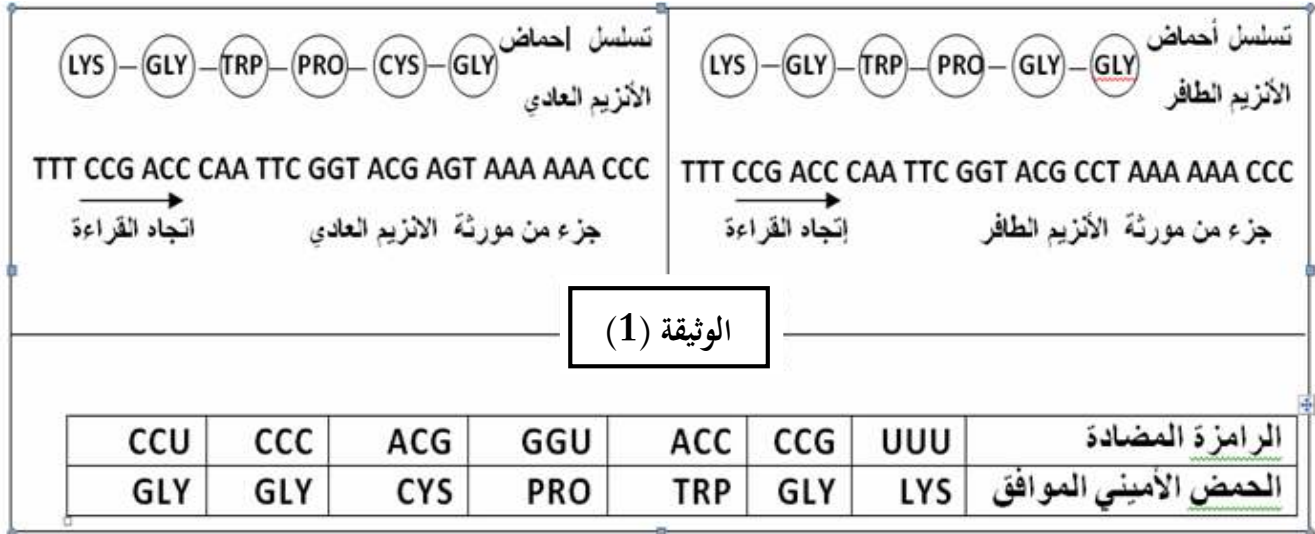 تسلسل أحماض
LYS GLY TRP PRO GLY GLY
الأنزيم الطافر
TTT CCG ACC CAA TTC GGT ACG CCT AAA AAA CCC
جزء من مورثة الأنزيم الطافر
إتجاه القراءة
تسلسل إحماض
LYS GLY TRP PRO CYS GLY
الأنزيم العادي
TTT CCG ACC CAA TTC GGT ACG AGT AAA AAA CCC
جزء من مورثة الانزيم العادي
اتجاه القراءة
الوثيقة (1)
الرامزة المضادة UUU CCG ACC GGU ACG CCC CCU
الحمض الأميني الموافق LYS GLY TRP PRO CYS GLY GLY